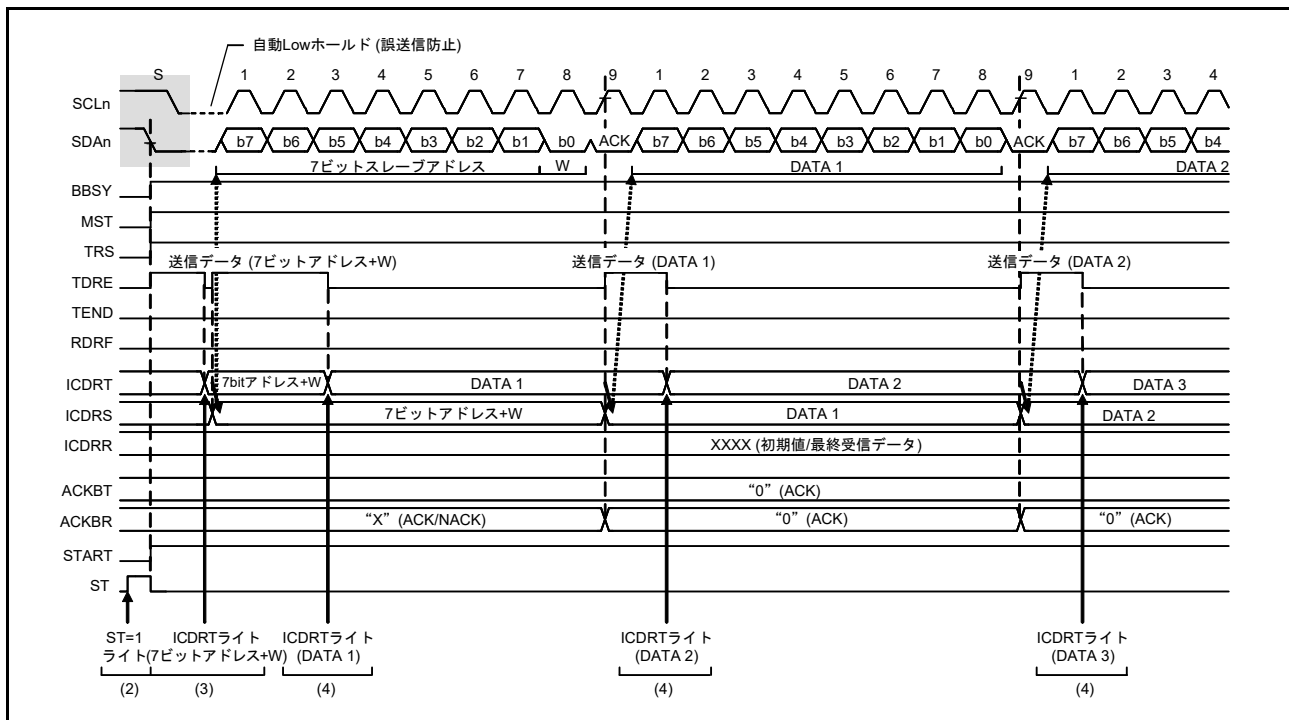 自動Lowホールド (誤送信防止)
S 1 2 3 4 5 6 7 8 9 1 2 3 4 5 6 7 8 9 1 2 3 4
SCLn
SDAn b7 b6 b5 b4 b3 b2 b1 b0 ACK b7 b6 b5 b4 b3 b2 b1 b0 ACK b7 b6 b5 b4
7ビットスレーブアドレス W DATA 1 DATA 2
BBSY
MST
TRS
送信データ (7ビットアドレス+W) 送信データ (DATA 1) 送信データ (DATA 2)
TDRE
TEND
RDRF
ICDRT 7bitアドレス+W DATA 1 DATA 2 DATA 3
ICDRS 7ビットアドレス+W DATA 1 DATA 2
ICDRR XXXX (初期値/最終受信データ)
ACKBT “0” (ACK)
ACKBR “X” (ACK/NACK) “0” (ACK) “0” (ACK)
START
ST
ST=1 ICDRTライト ICDRTライト ICDRTライト ICDRTライト
ライト (7ビットアドレス+W) (DATA 1) (DATA 2) (DATA 3)
(2) (3) (4) (4) (4)